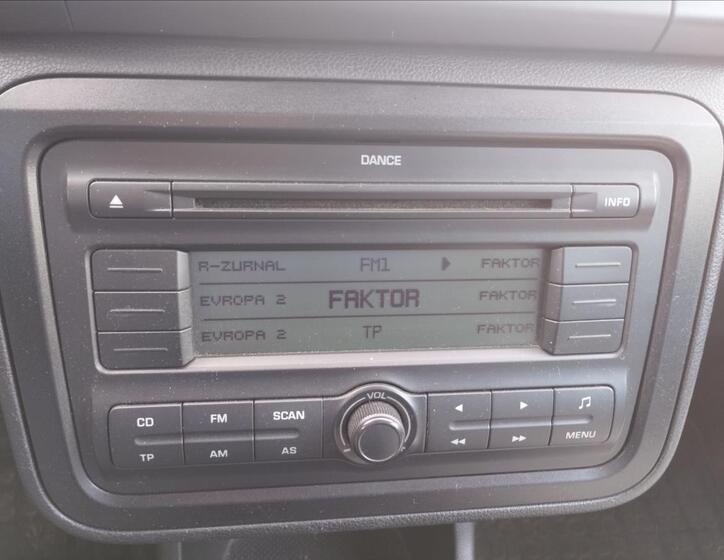 DANCE
INFO
R-ZURNAL FM1 FAKTOR
EVROPA 2 FAKTOR FAKTOR
EVROPA 2 TP FAKTOR
VOL
CD FM SCAN
TP AM AS MENU